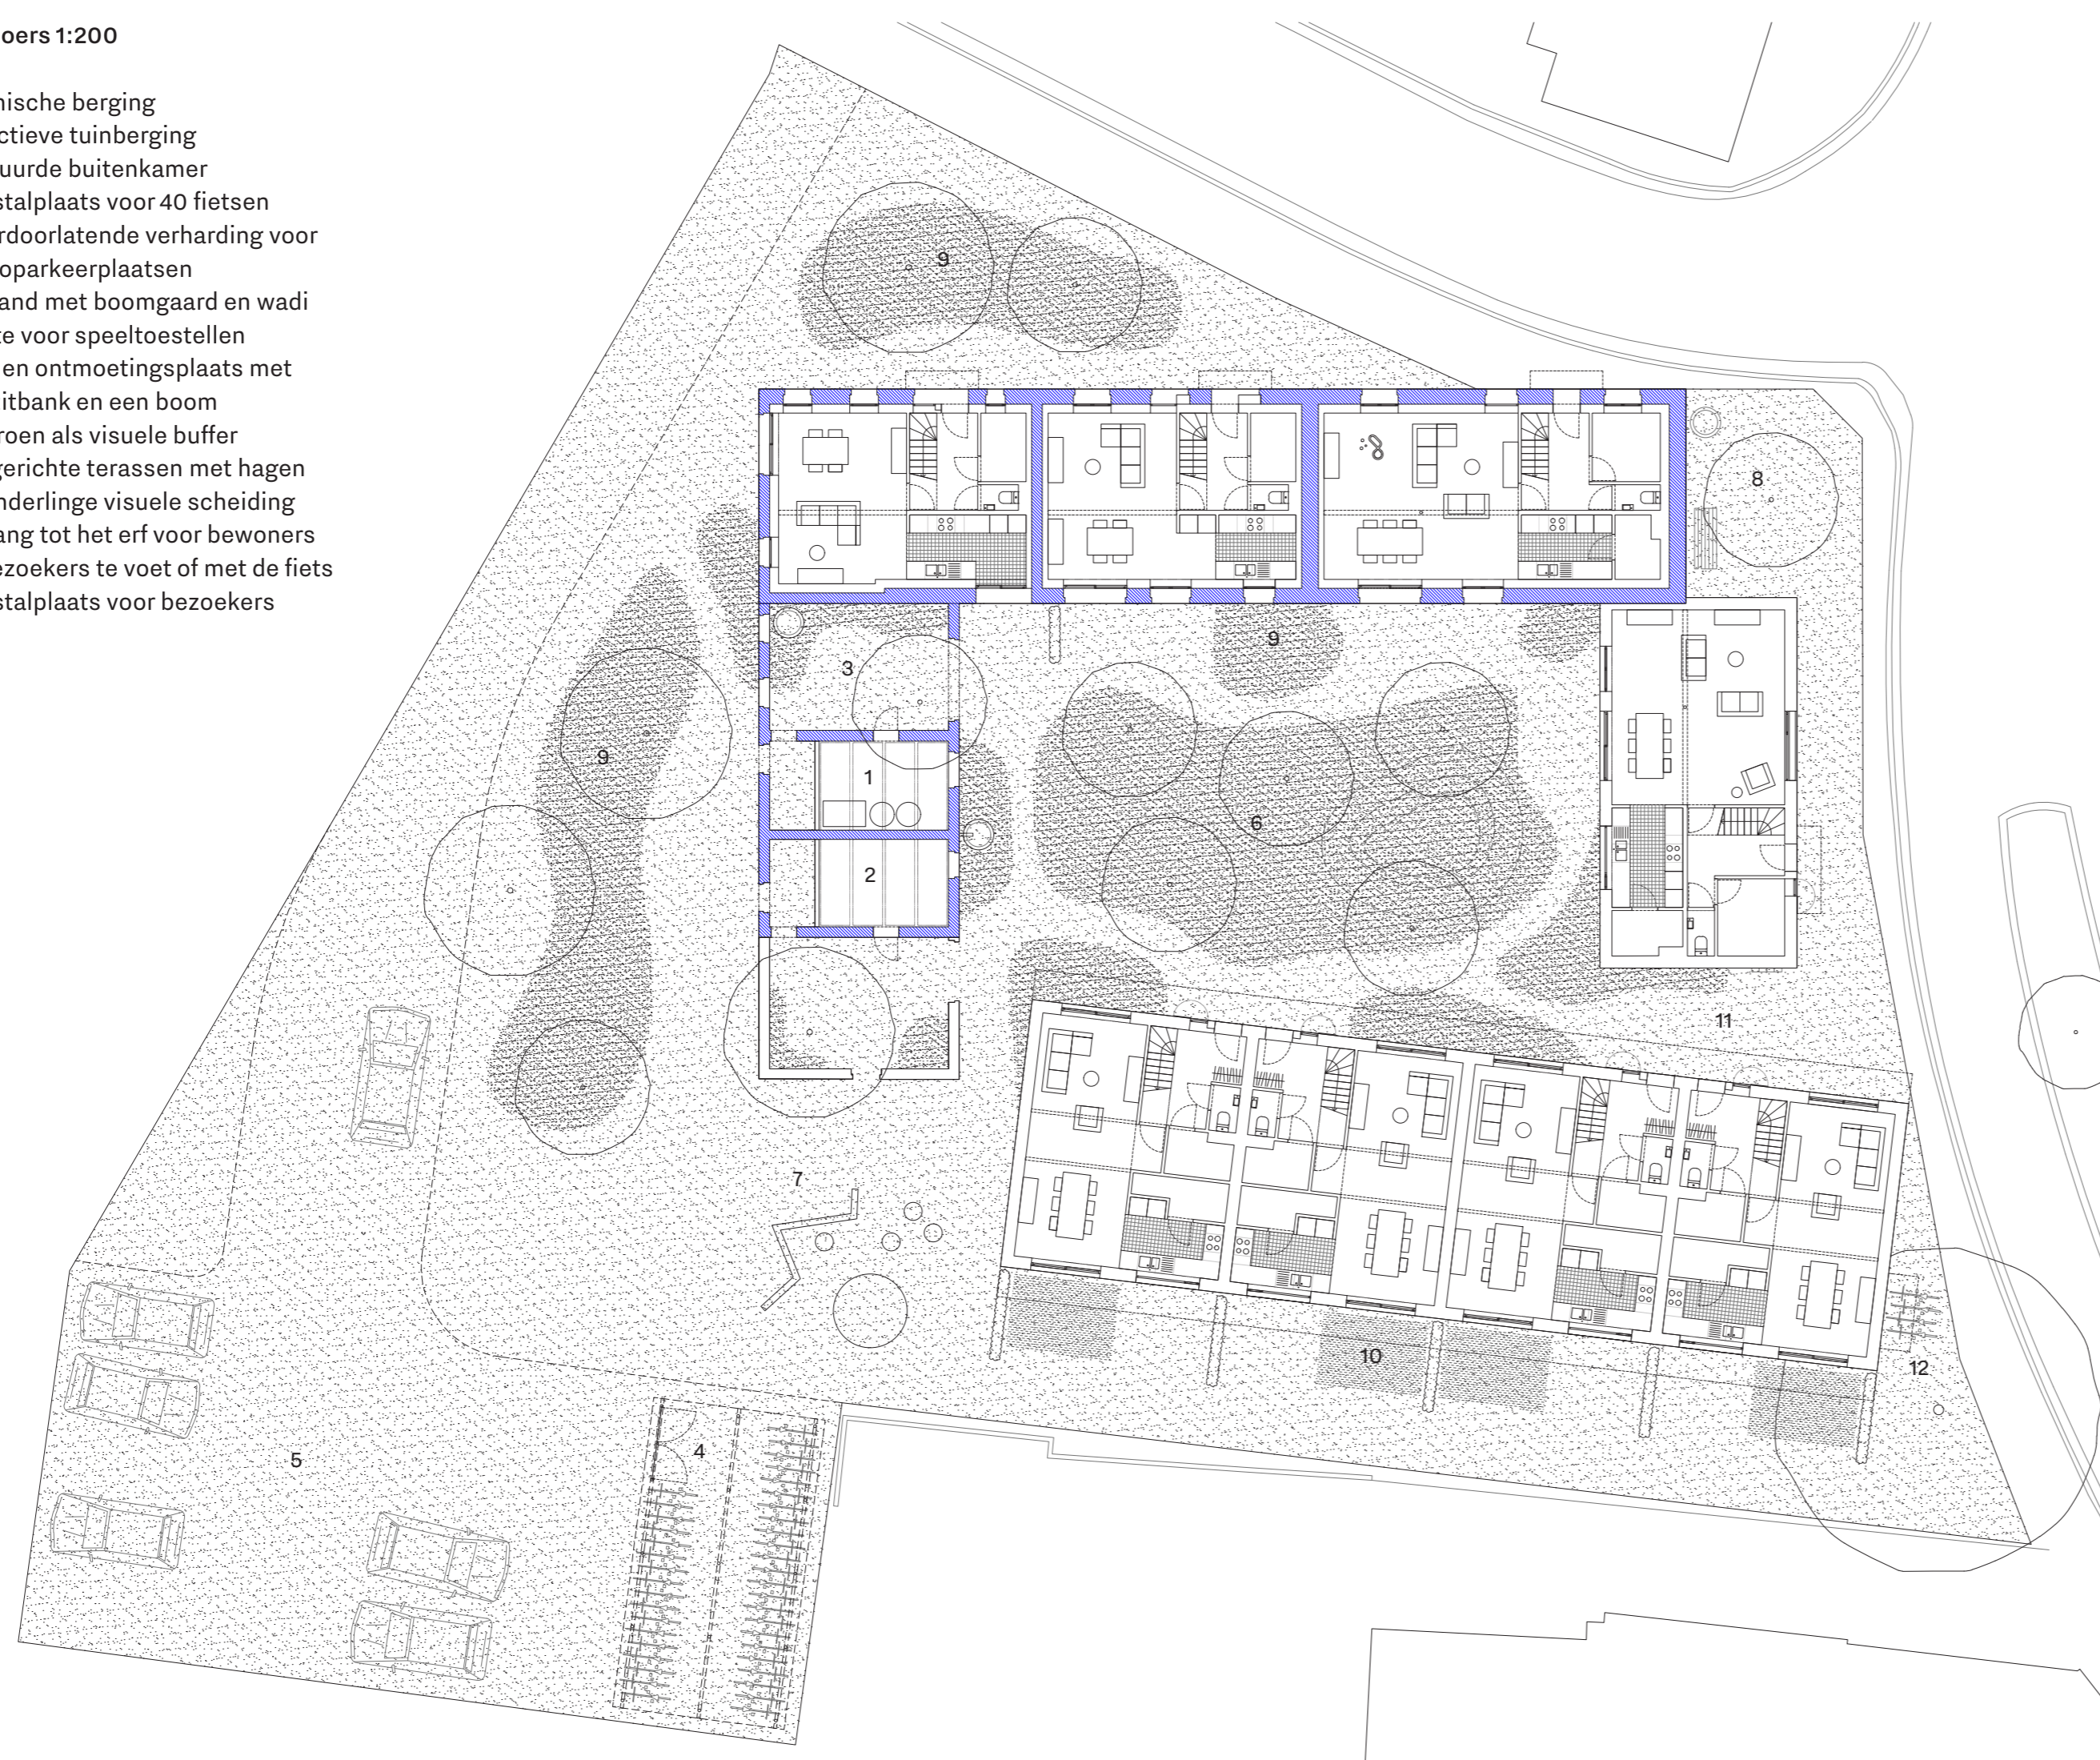 oers 1:200
nische berging
ctieve tuinberging
uurde buitenkamer
stalplaats voor 40 fietsen
rdoorlatende verharding voor
oparkeerplaatsen
and met boomgaard en wadi
te voor speeltoestellen
en ontmoetingsplaats met
itbank en een boom
roen als visuele buffer
gerichte terassen met hagen
nderlinge visuele scheiding
ang tot het erf voor bewoners
ezoekers te voet of met de fiets
stalplaats voor bezoekers
9
8
3
9
9
1
6
2
11
7
10
12
4
5